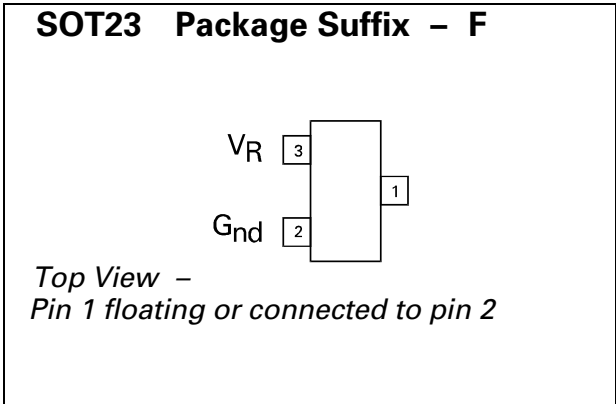 SOT23 Package Suffix – F
VR 3
1
Gnd 2
Top View –
Pin 1 floating or connected to pin 2